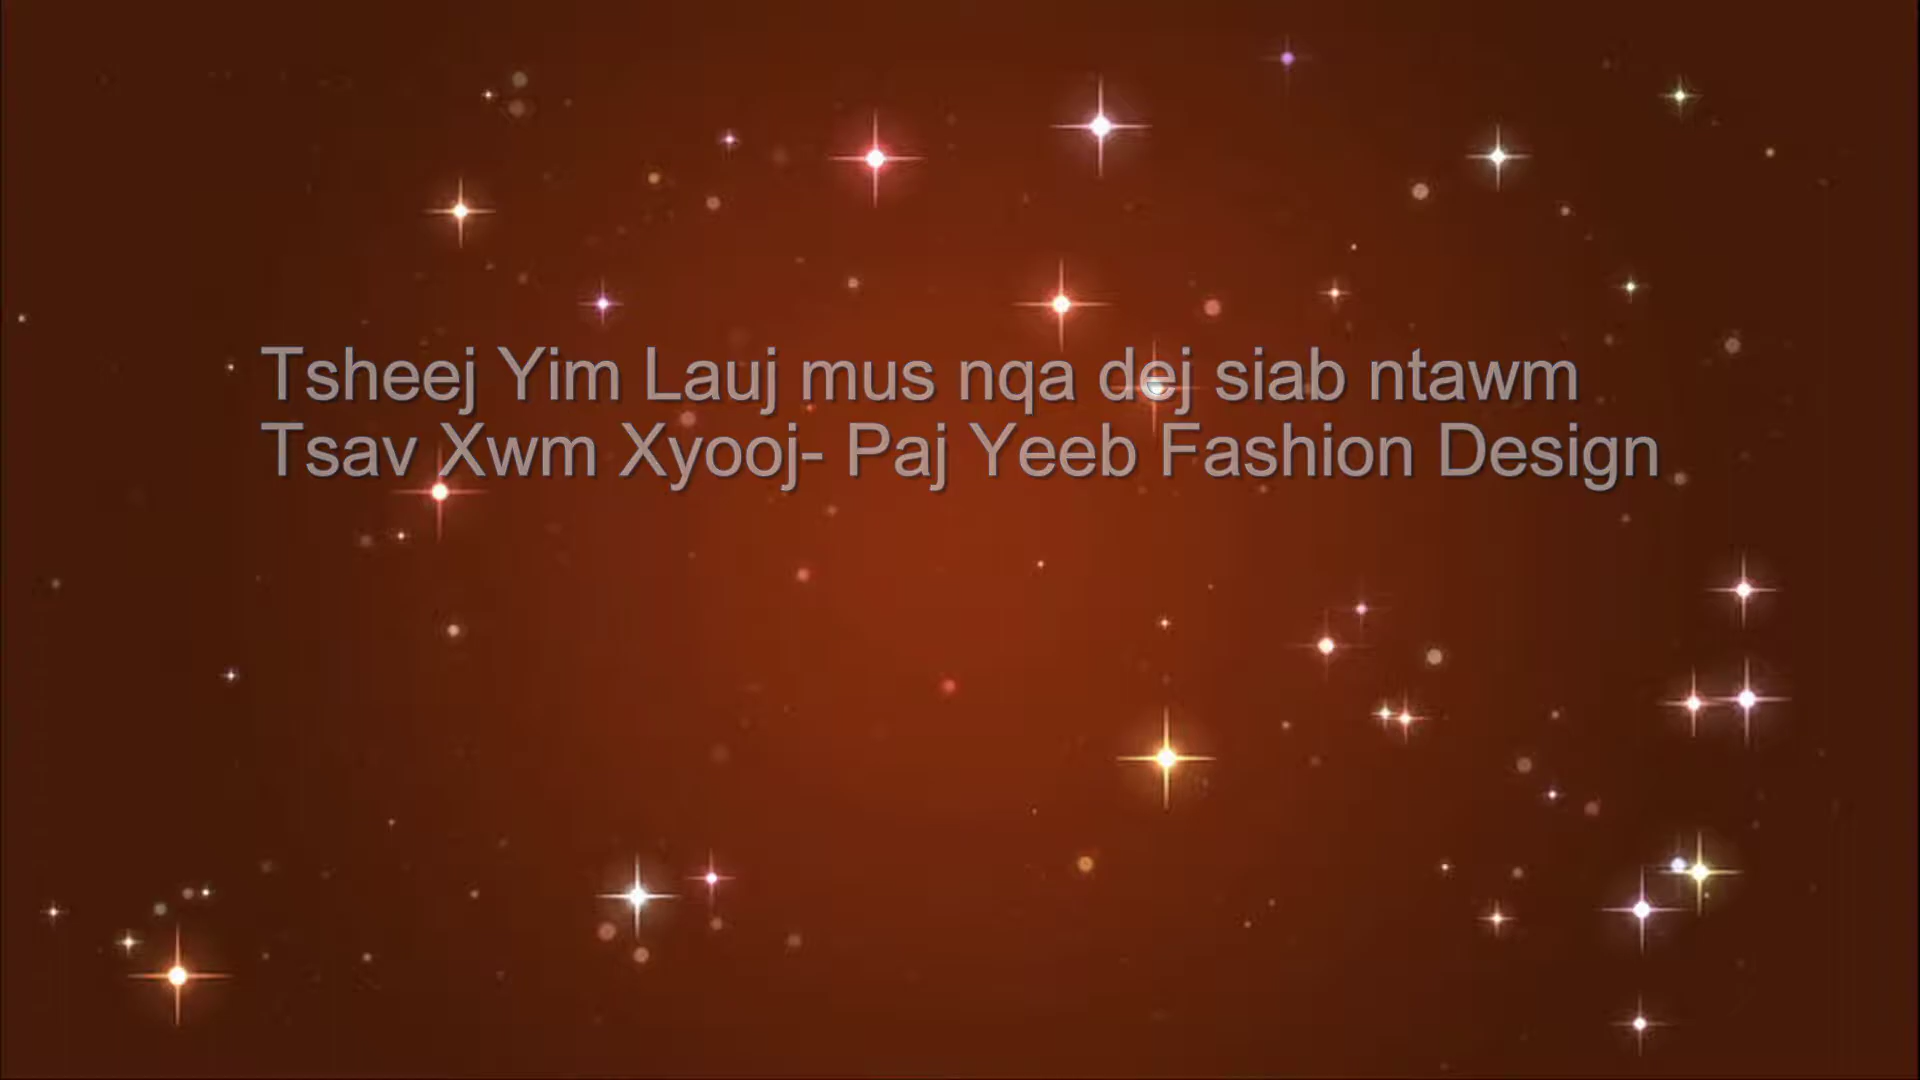 Tsheej Yim Lauj mus nqa dej siab ntawm
Tsav Xwm Xyooj- Paj Yeeb Fashion Design